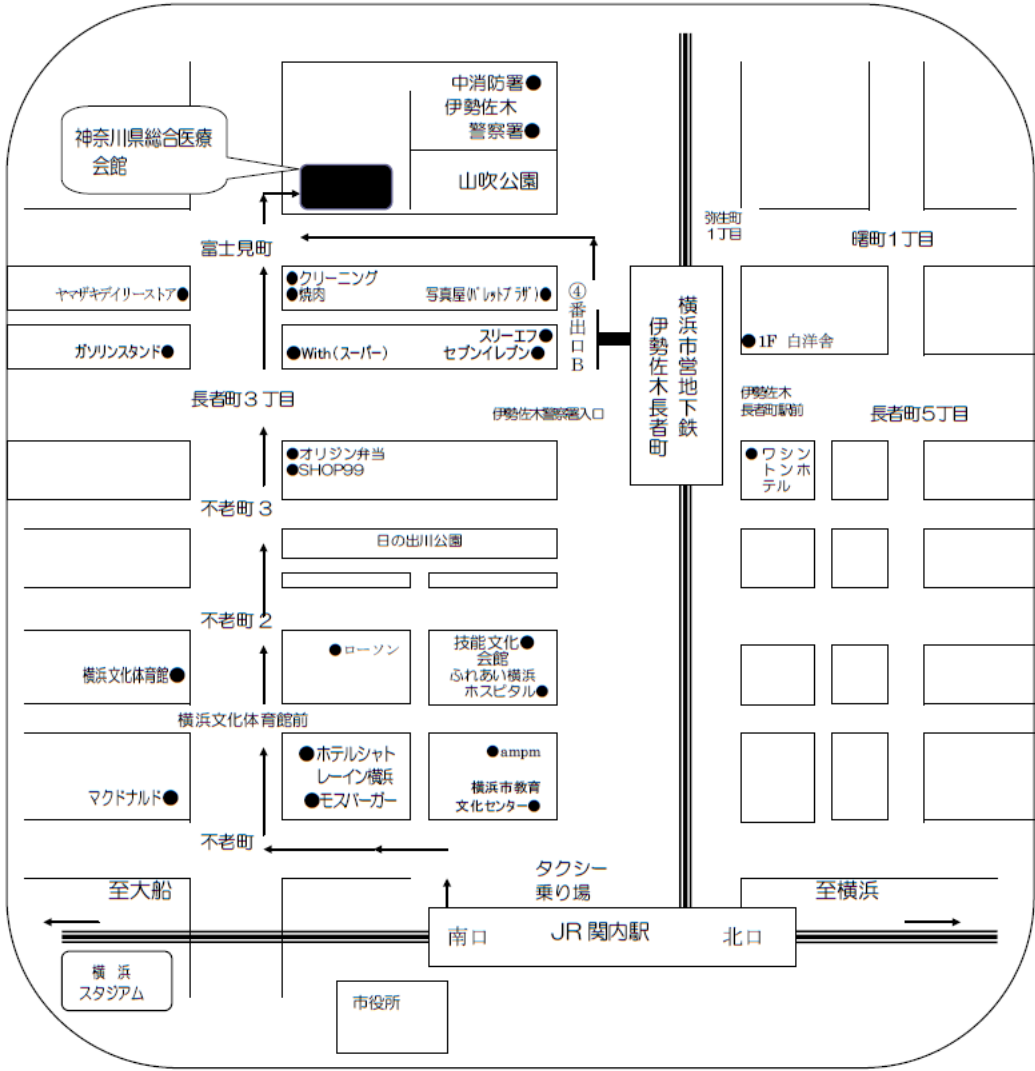 中消防署●
伊勢佐木
警察署●
神奈川県総合医療
会館
山吹公園
弥生町
1丁目
曙町1丁目
富士見町
●クリーニング
●焼肉
写真屋(パレットプラザ)●
ヤマザキデイリーストア●
④番出口B
横浜市営地下鉄
伊勢佐木長者町
スリーエフ●
セブンイレブン●
●With(スーパー)
ガソリンスタンド●
●1F 白洋舎
長者町3丁目
伊勢佐木警察署入口
伊勢佐木
長者町駅前
長者町5丁目
●オリジン弁当
●SHOP99
●ワシン
トンホ
テル
不老町3
日の出川公園
不老町2
●ローソン
技能文化●
会館
ふれあい横浜
ホスピタル●
横浜文化体育館●
横浜文化体育館前
●ホテルシャト
レーイン横浜
●モスバーガー
●ampm
横浜市教育
文化センター●
マクドナルド●
不老町
タクシー
乗り場
至大船
至横浜
南口
JR関内駅
北口
横 浜
スタジアム
市役所